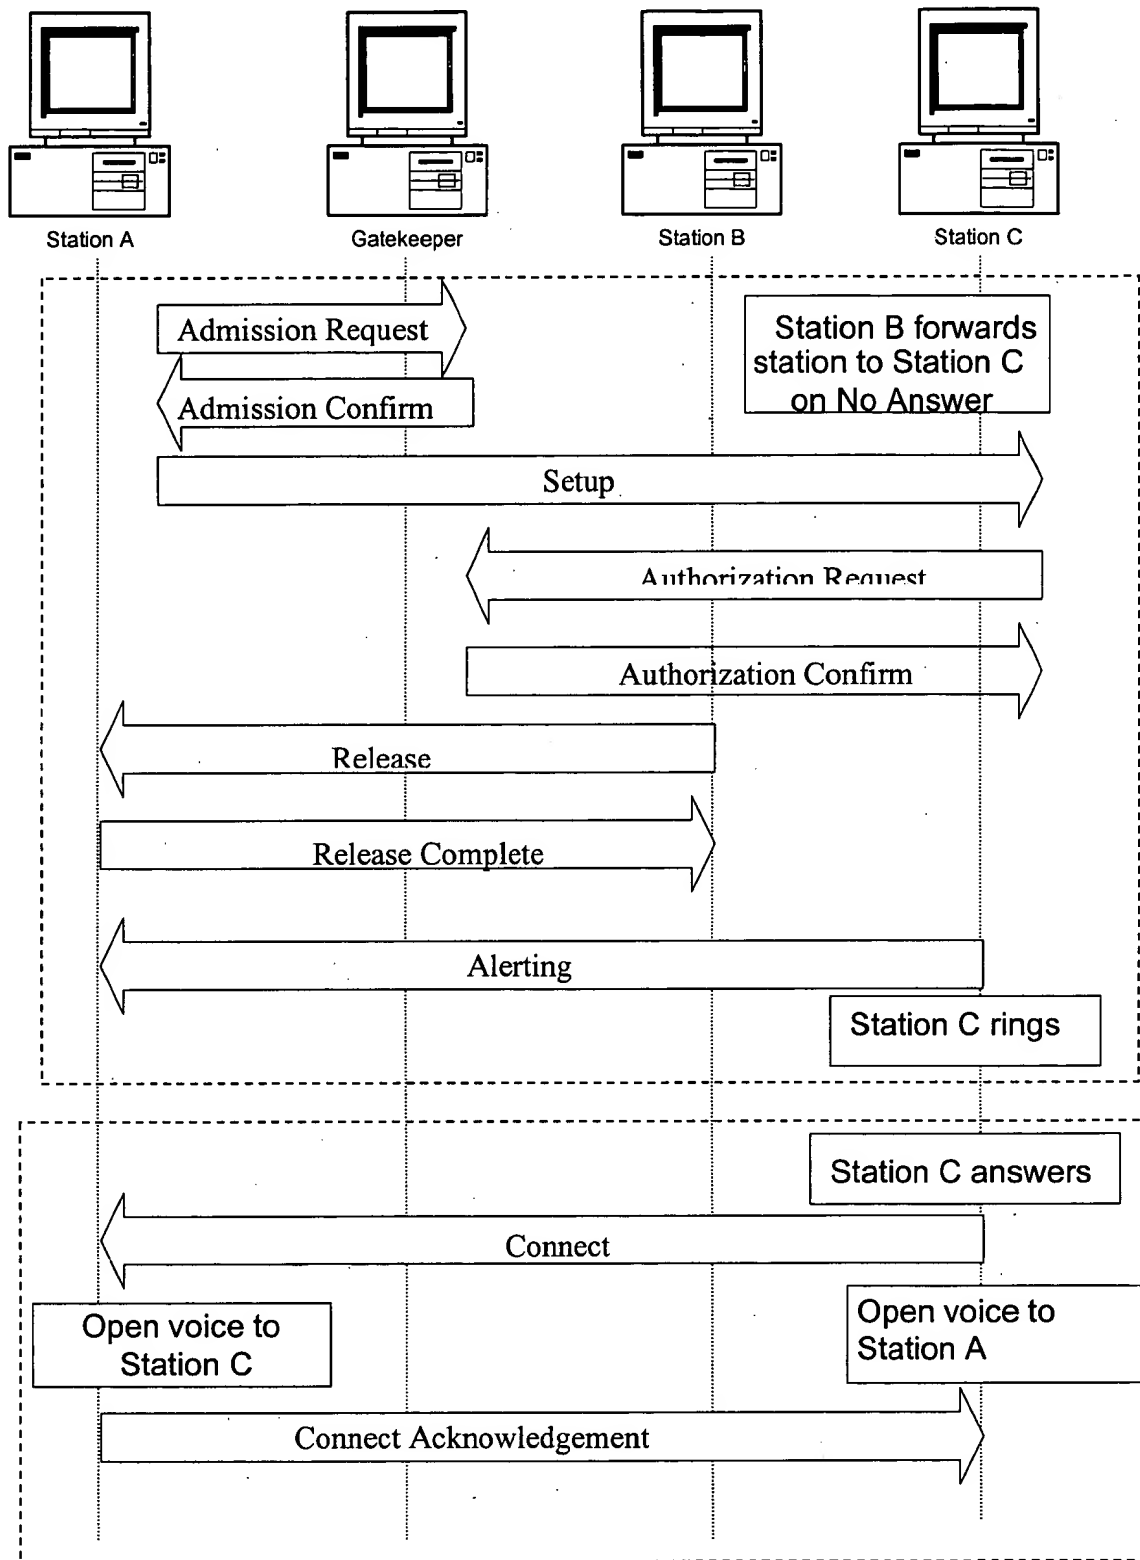 Station A
Gatekeeper
Station B
Station C
Admission Request
Station B forwards
station to Station C
on No Answer
Admission Confirm
Setup
Authorization Request
Authorization Confirm
Release
Release Complete
Alerting
Station C rings
Station C answers
Connect
Open voice to
Station C
Open voice to
Station A
Connect Acknowledgement